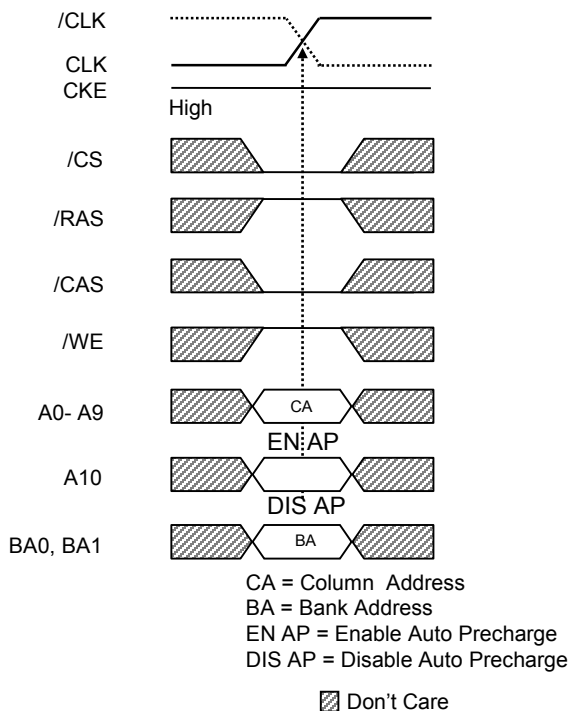 /CLK
CLK
CKE
High
/CS
/RAS
/CAS
/WE
A0- A9
CA
EN AP
A10
DIS AP
BA0, BA1
BA
CA = Column Address
BA = Bank Address
EN AP = Enable Auto Precharge
DIS AP = Disable Auto Precharge
Don't Care